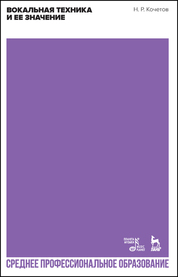 ВОКАЛЬНАЯ ТЕХНИКА
И ЕЕ ЗНАЧЕНИЕ
Н. Р. Кочетов
СРЕДНЕЕ ПРОФЕССИОНАЛЬНОЕ ОБРАЗОВАНИЕ